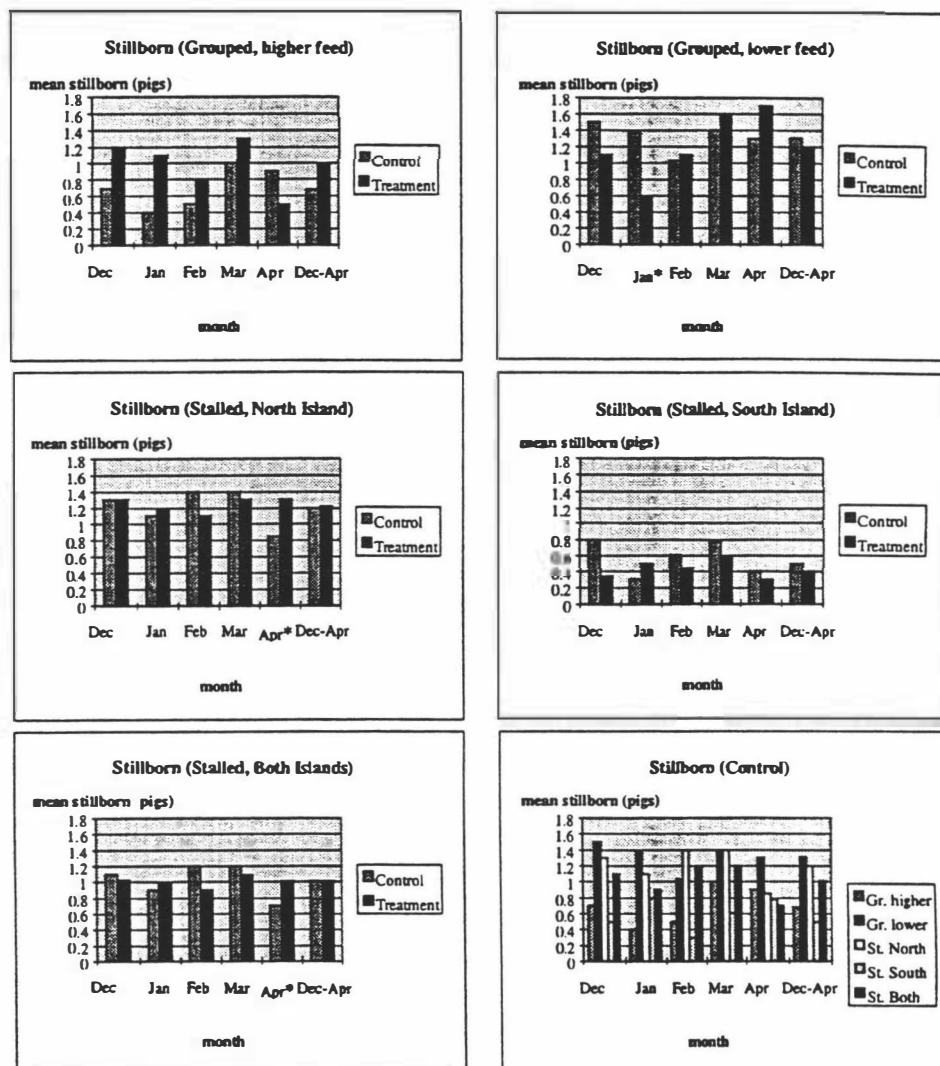 Stillborn (Grouped, higher feed)
mean stillborn (pigs)
1.8
1.6
1.4
1.2
1
0.8
0.6
0.4
0.2
0
Control
Treatment
Dec Jan Feb Mar Apr Dec-Apr
month
Stillborn (Grouped, lower feed)
mean stillborn (pigs)
1.8
1.6
1.4
1.2
1
0.8
0.6
0.4
0.2
0
Control
Treatment
Dec Jan* Feb Mar Apr Dec-Apr
month
Stillborn (Stalled, North Island)
mean stillborn (pigs)
1.8
1.6
1.4
1.2
1
0.8
0.6
0.4
0.2
0
Control
Treatment
Dec Jan Feb Mar Apr* Dec-Apr
month
Stillborn (Stalled, South Island)
mean stillborn (pigs)
1.8
1.6
1.4
1.2
1
0.8
0.4
0.2
0
Control
Treatment
Dec Jan Feb Mar Apr Dec-Apr
month
Stillborn (Stalled, Both Islands)
mean stillborn pigs)
1.8
1.6
1.4
1.2
1
0.8
0.6
0.4
0.2
0
Control
Treatment
Dec Jan Feb Mar Apr* Dec-Apr
month
Stillborn (Control)
mean stillborn (pigs)
1.8
1.6
1.4
1.2
1
0.8
0.6
0.4
0.2
0
Gr. higher
Gr. lower
St. North
St. South
St. Both
Dec Jan Feb Mar Apr Dec-Apr
month